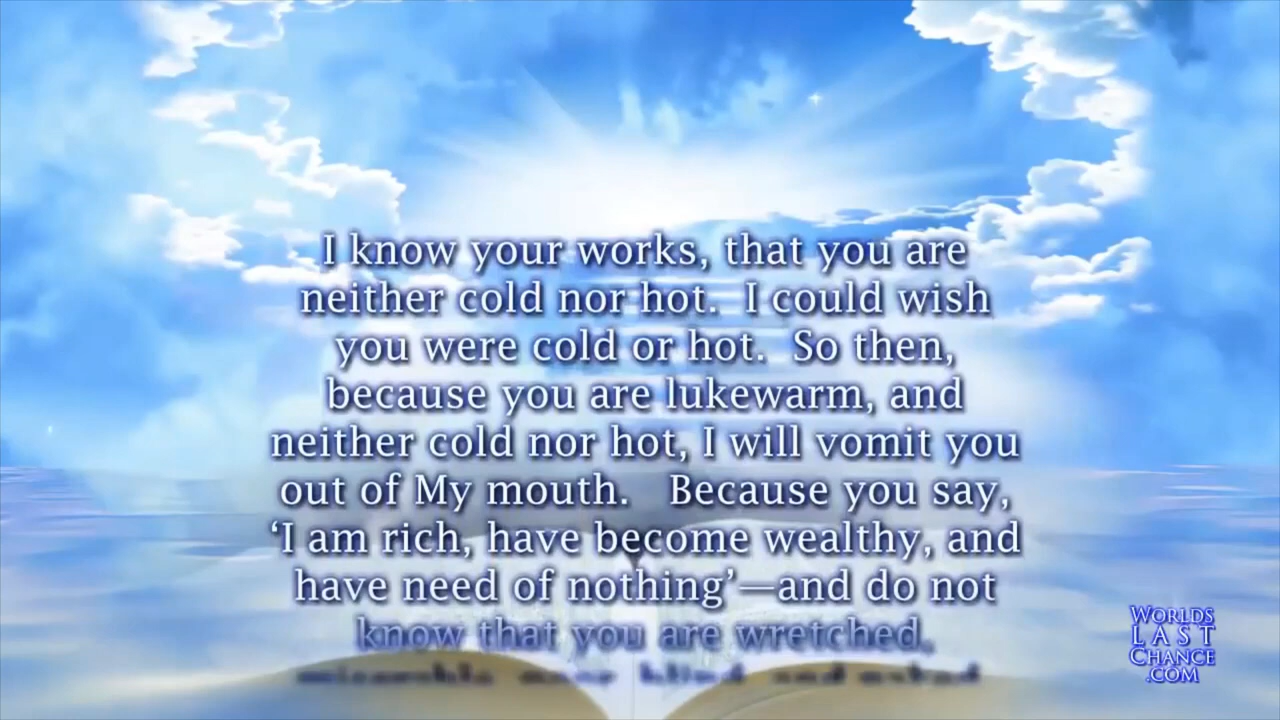 I know your works, that you are
neither cold nor hot. I could wish
you were cold or hot. So then,
because you are lukewarm, and
neither cold nor hot, I will vomit you
out of My mouth. Because you say,
‘I am rich, have become wealthy, and
have need of nothing’—and do not
know that you are wretched,
WORLDS
LAST
CHANCE
.COM